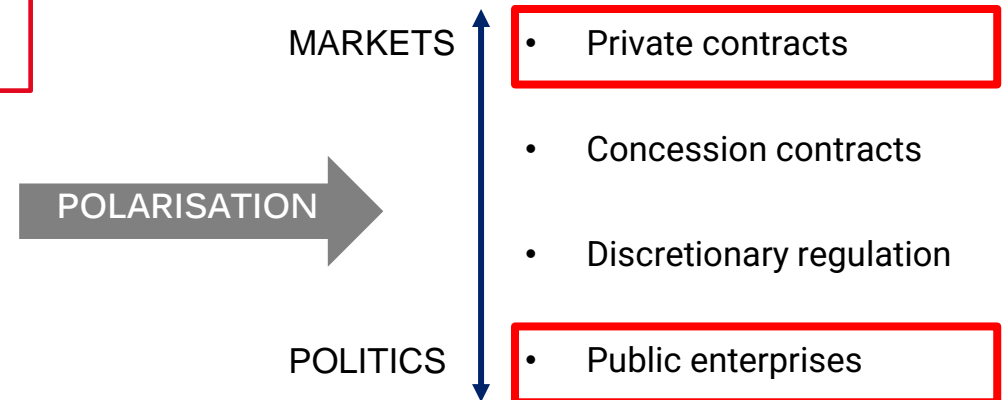 MARKETS
• Private contracts
• Concession contracts
POLARISATION
• Discretionary regulation
POLITICS
• Public enterprises